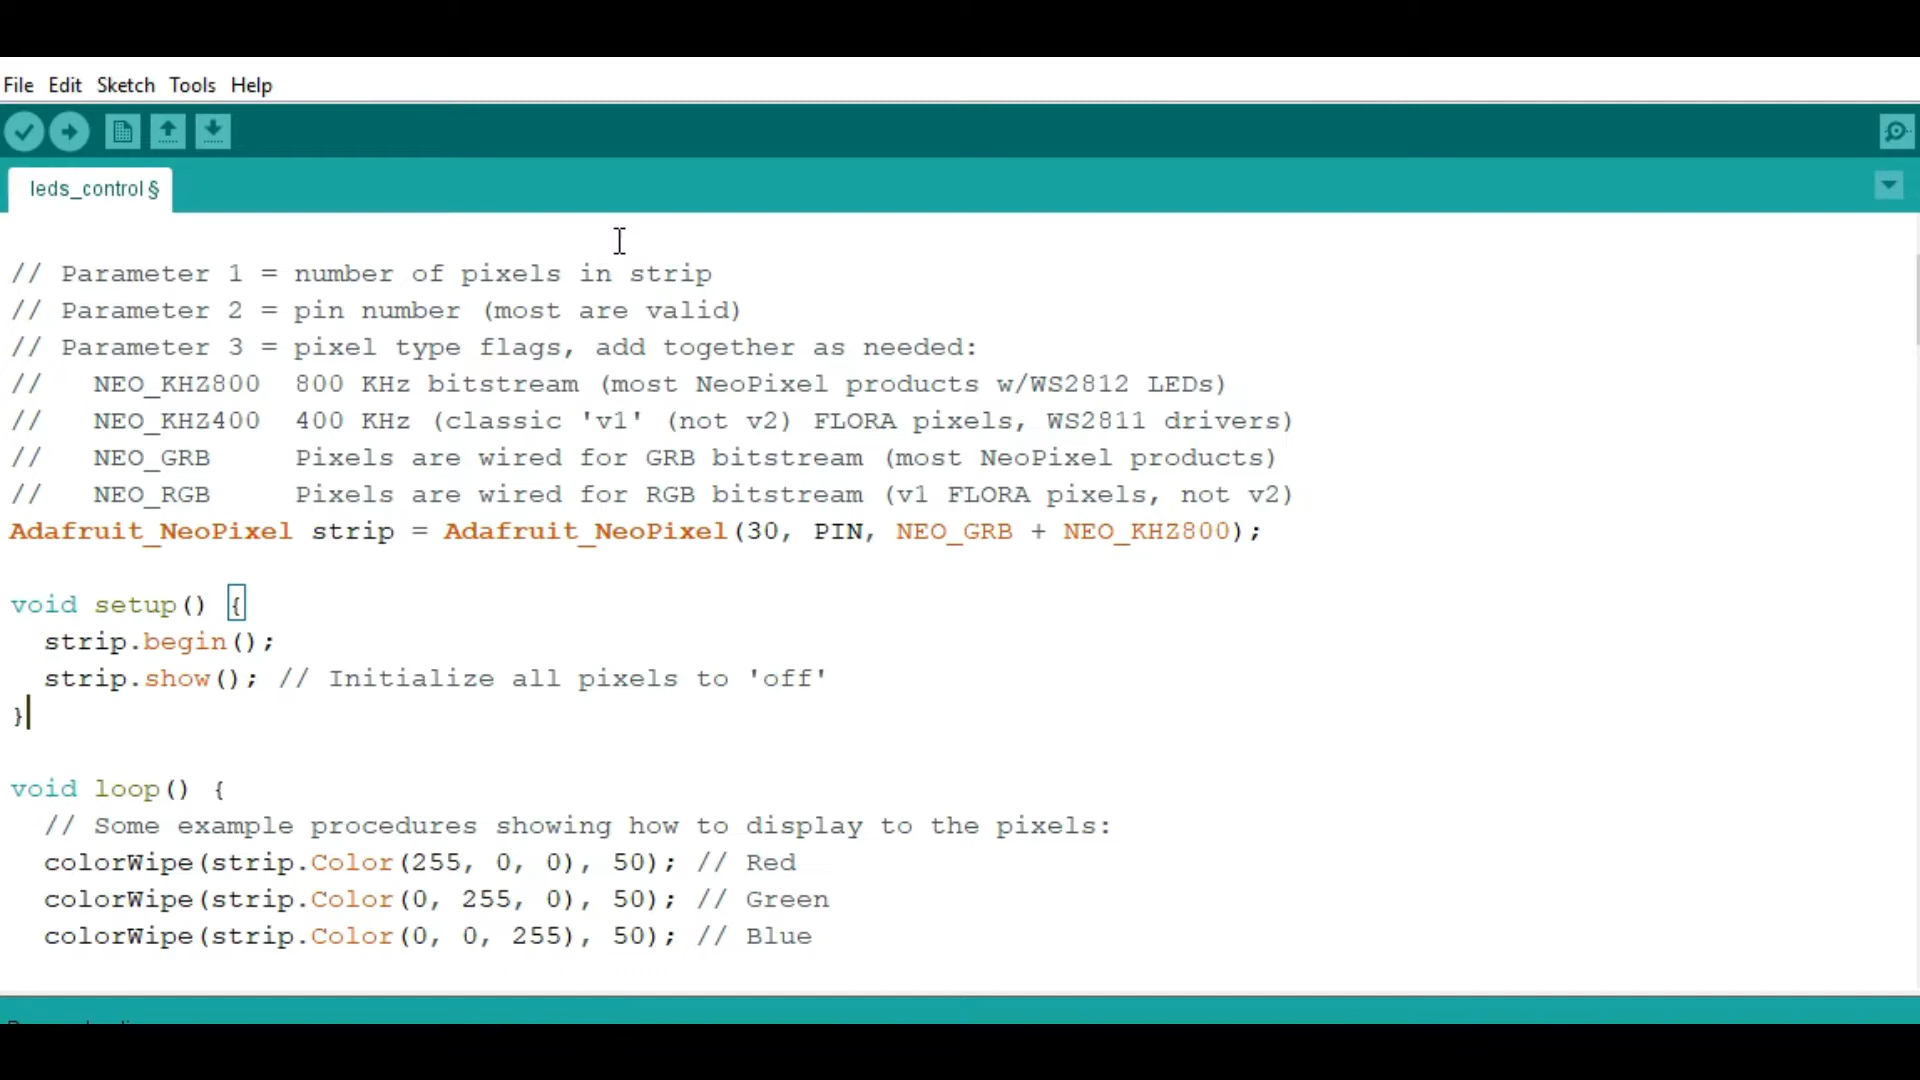 File Edit Sketch Tools Help
leds_control §
// Parameter 1 = number of pixels in strip
// Parameter 2 = pin number (most are valid)
// Parameter 3 = pixel type flags, add together as needed:
//   NEO_KHZ800  800 KHz bitstream (most NeoPixel products w/WS2812 LEDs)
//   NEO_KHZ400  400 KHz (classic 'v1' (not v2) FLORA pixels, WS2811 drivers)
//   NEO_GRB     Pixels are wired for GRB bitstream (most NeoPixel products)
//   NEO_RGB     Pixels are wired for RGB bitstream (v1 FLORA pixels, not v2)
Adafruit_NeoPixel strip = Adafruit_NeoPixel(30, PIN, NEO_GRB + NEO_KHZ800);
void setup() {
  strip.begin();
  strip.show(); // Initialize all pixels to 'off'
}
void loop() {
  // Some example procedures showing how to display to the pixels:
  colorWipe(strip.Color(255, 0, 0), 50); // Red
  colorWipe(strip.Color(0, 255, 0), 50); // Green
  colorWipe(strip.Color(0, 0, 255), 50); // Blue